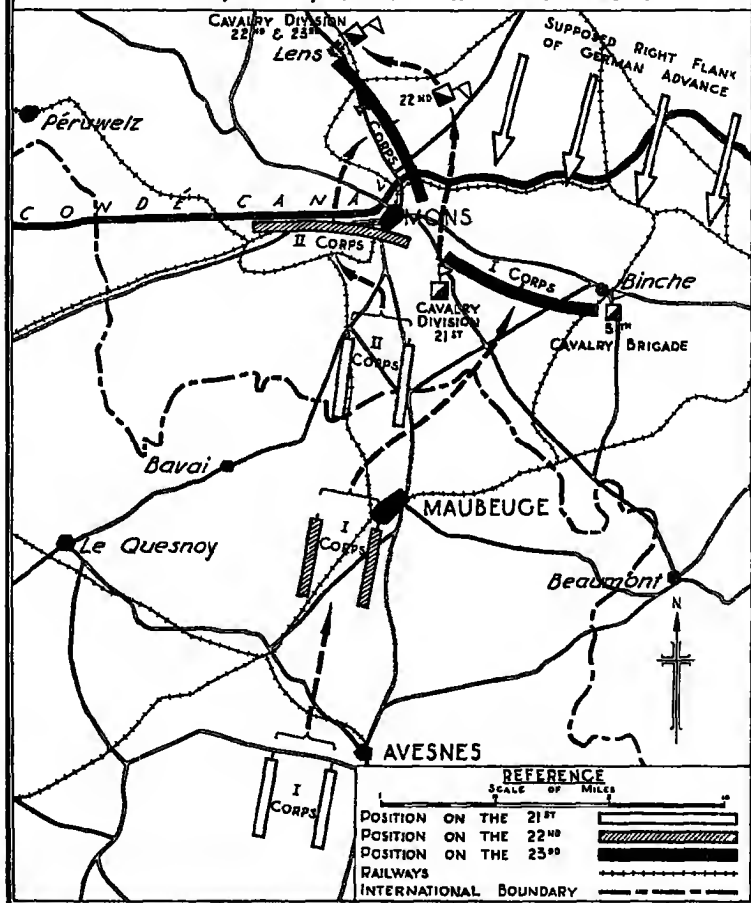 CAVALRY DIVISION
22ND & 23RD
Lens
22ND
SUPPOSED RIGHT FLANK
OF GERMAN ADVANCE
Péruwelz
CORPS
CONDÉ CANAL
MONS
II CORPS
I CORPS
Binche
CAVALRY
DIVISION
21ST
5TH
CAVALRY BRIGADE
II
CORPS
Bavai
MAUBEUGE
I
CORPS
Le Quesnoy
Beaumont
N
AVESNES
I
CORPS
REFERENCE
SCALE OF MILES
POSITION ON THE 21ST
POSITION ON THE 22ND
POSITION ON THE 23RD
RAILWAYS
INTERNATIONAL BOUNDARY